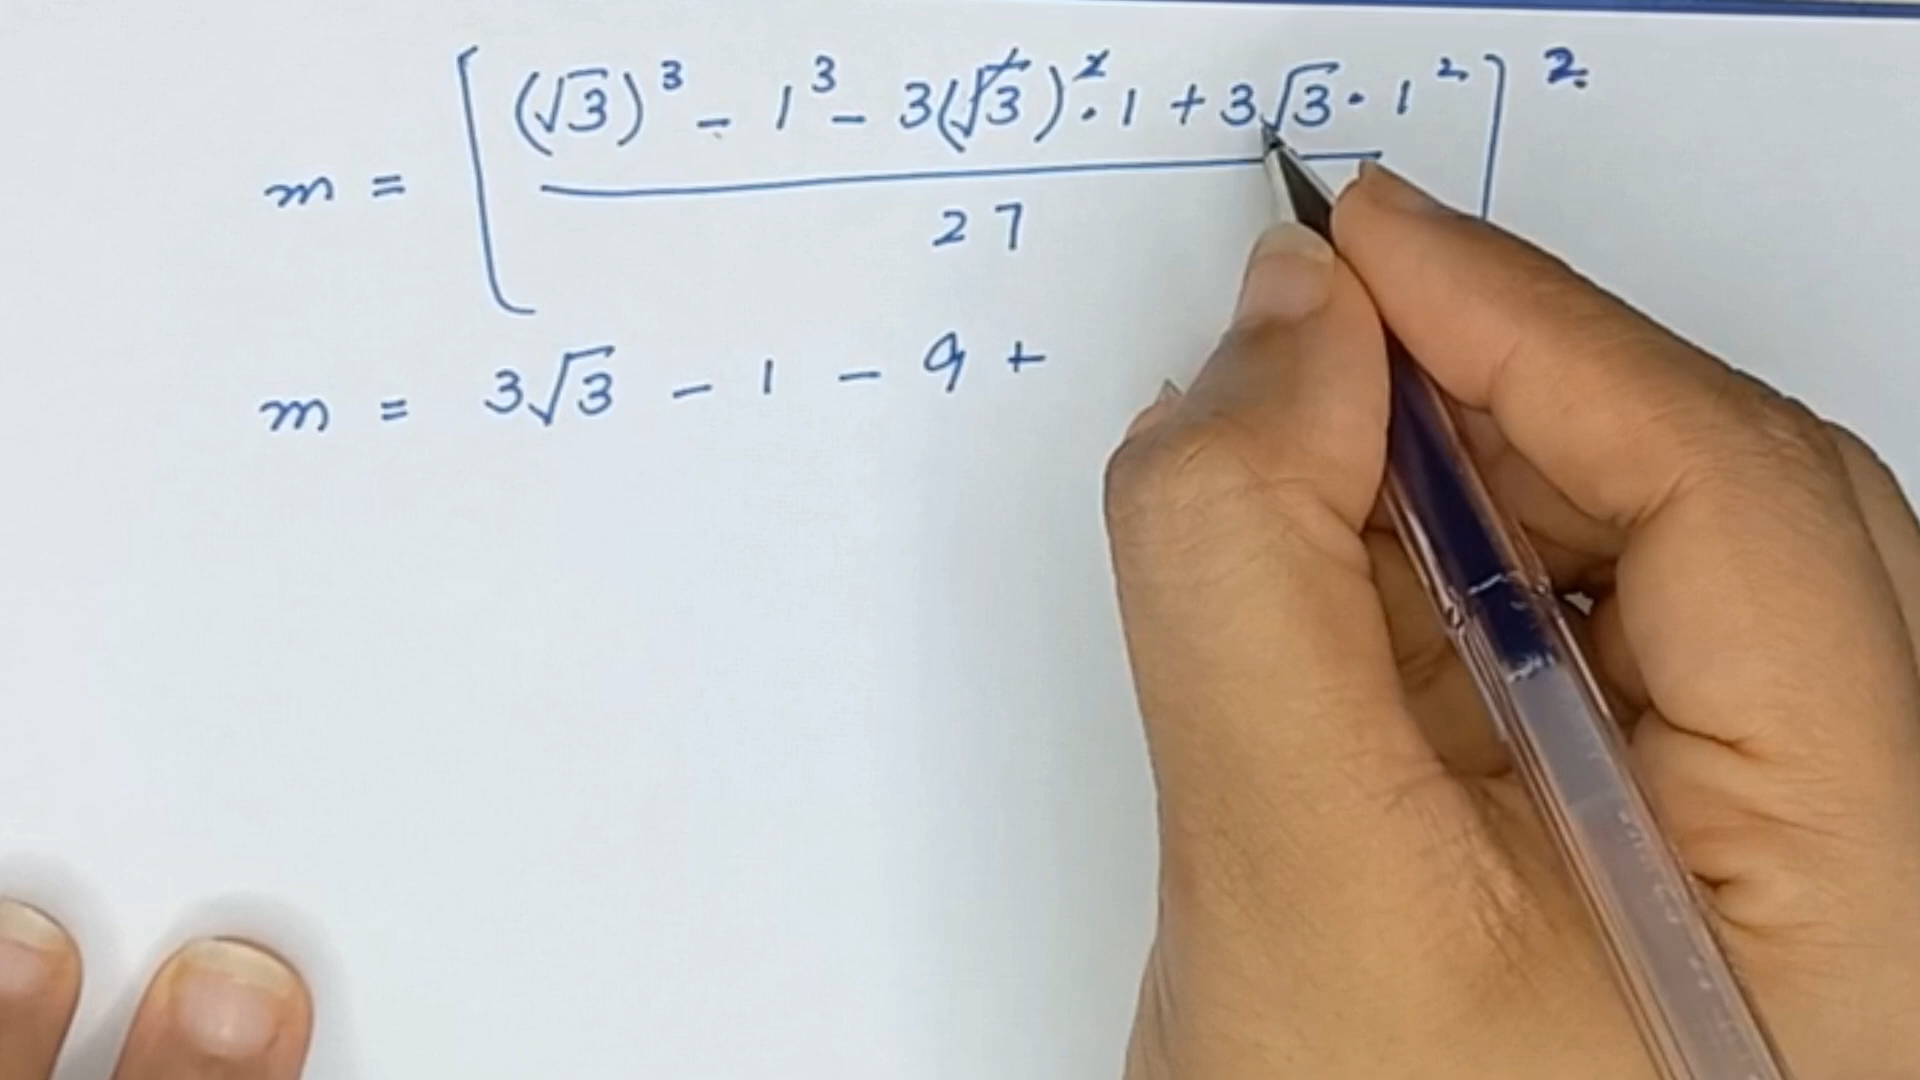 m = [ ((√3)³ - 1³ - 3(√3)² · 1 + 3√3 · 1²) / 27 ]²
m = 3√3 - 1 - 9 +